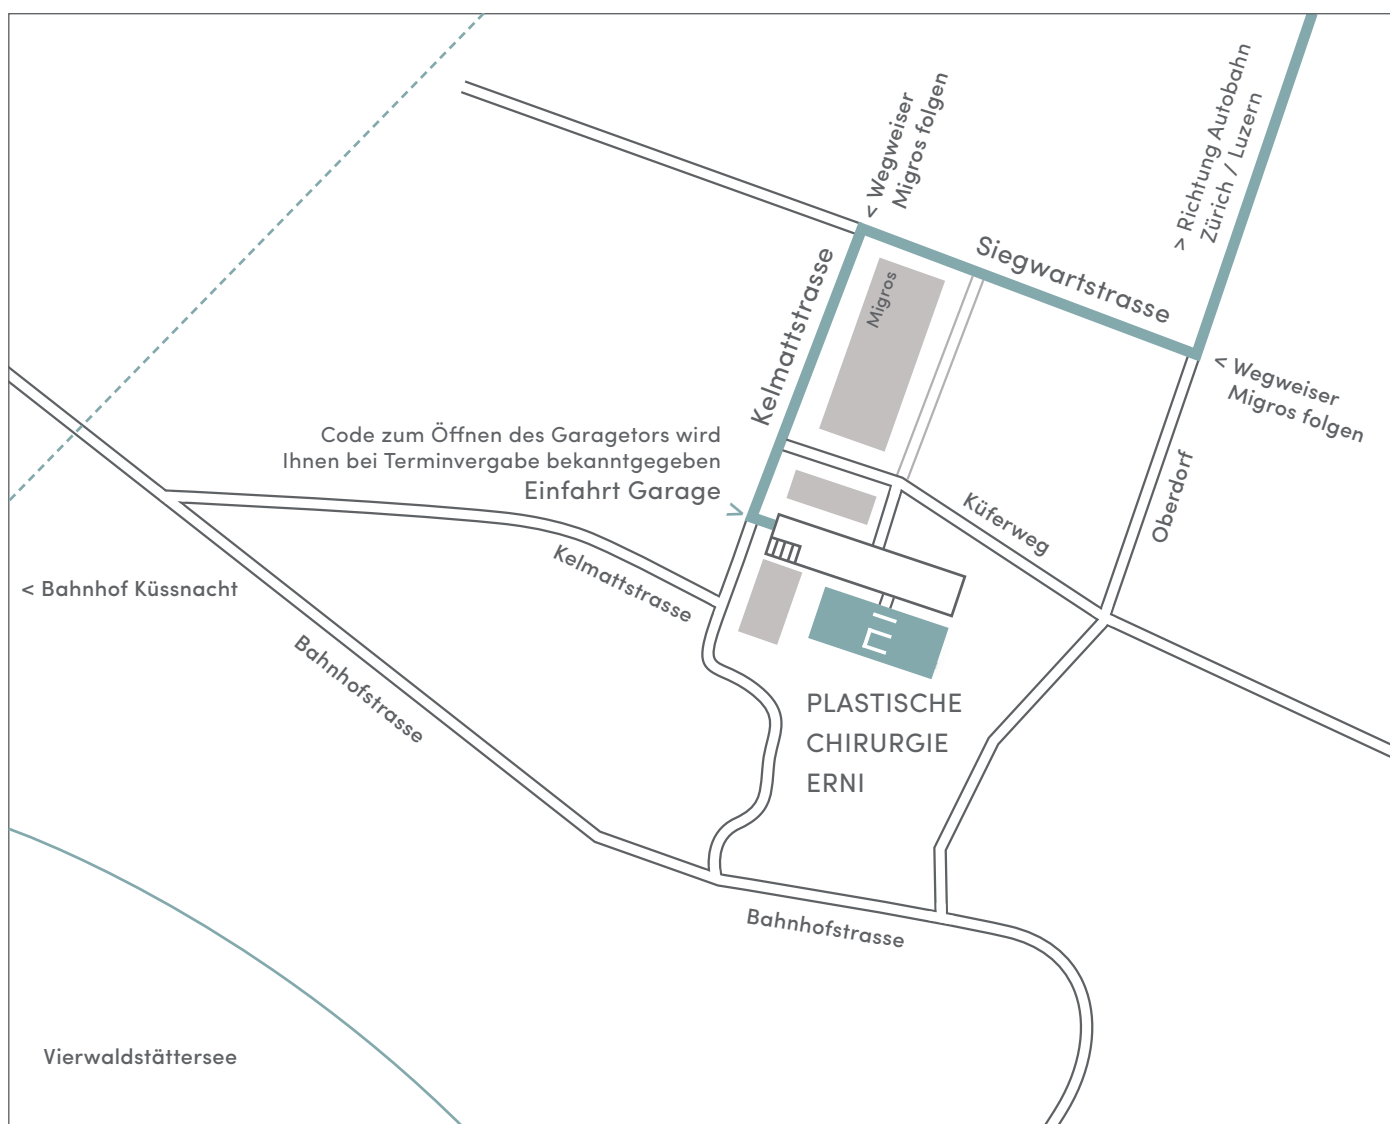 < Wegweiser
Migros folgen
> Richtung Autobahn
Zürich / Luzern
Siegwartstrasse
Kelmattstrasse
Migros
< Wegweiser
Migros folgen
Code zum Öffnen des Garagetors wird
Ihnen bei Terminvergabe bekanntgegeben
Einfahrt Garage >
Küferweg
Oberdorf
Kelmattstrasse
< Bahnhof Küssnacht
Bahnhofstrasse
PLASTISCHE
CHIRURGIE
ERNI
Bahnhofstrasse
Vierwaldstättersee